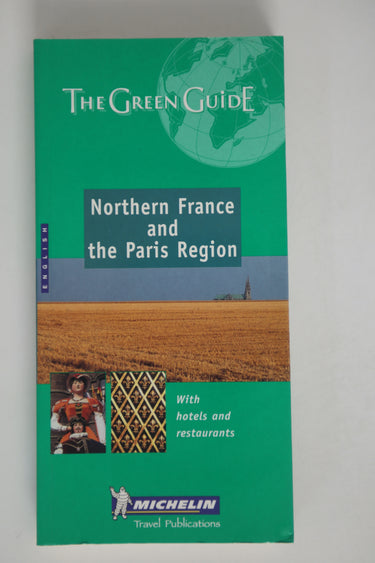 THE GREEN GUIDE
Northern France
and
the Paris Region
ENGLISH
With
hotels and
restaurants
MICHELIN
Travel Publications